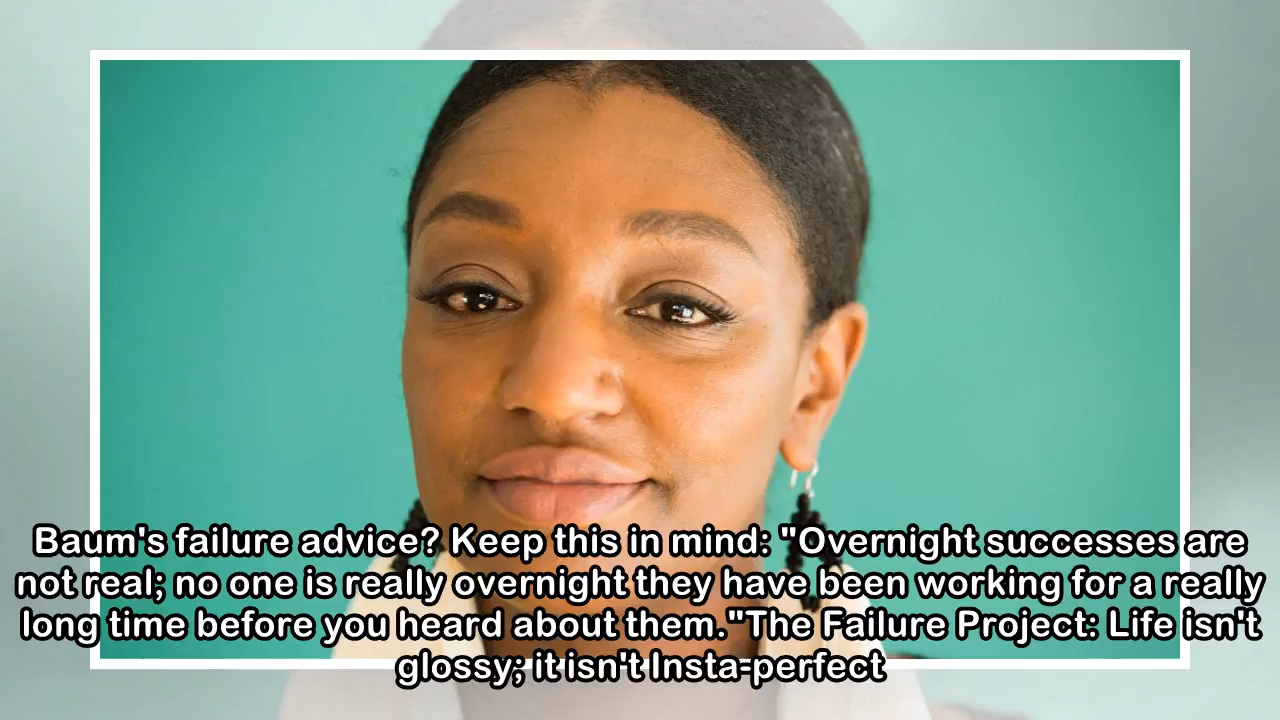 Baum's failure advice? Keep this in mind: "Overnight successes are
not real; no one is really overnight they have been working for a really
long time before you heard about them."The Failure Project: Life isn't
glossy; it isn't Insta-perfect